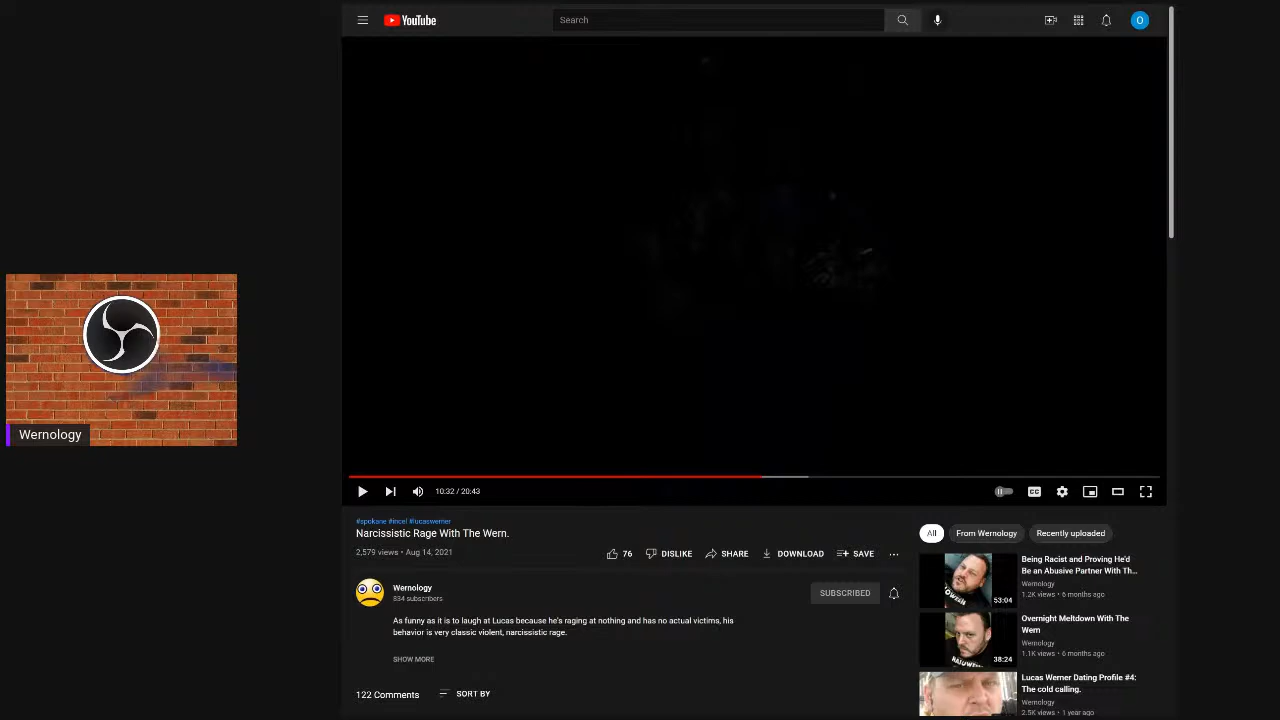 YouTube
Search
O
Wernology
10:32 / 20:43
CC
#spokane #incel #lucaswerner
Narcissistic Rage With The Wern.
2,579 views • Aug 14, 2021
76
DISLIKE
SHARE
DOWNLOAD
SAVE
Wernology
834 subscribers
SUBSCRIBED
As funny as it is to laugh at Lucas because he's raging at nothing and has no actual victims, his
behavior is very classic violent, narcissistic rage.
SHOW MORE
122 Comments
SORT BY
All
From Wernology
Recently uploaded
Being Racist and Proving He'd
Be an Abusive Partner With Th...
Wernology
1.2K views • 6 months ago
53:04
Overnight Meltdown With The
Wern
Wernology
1.1K views • 6 months ago
38:24
Lucas Werner Dating Profile #4:
The cold calling.
Wernology
2.5K views • 1 year ago